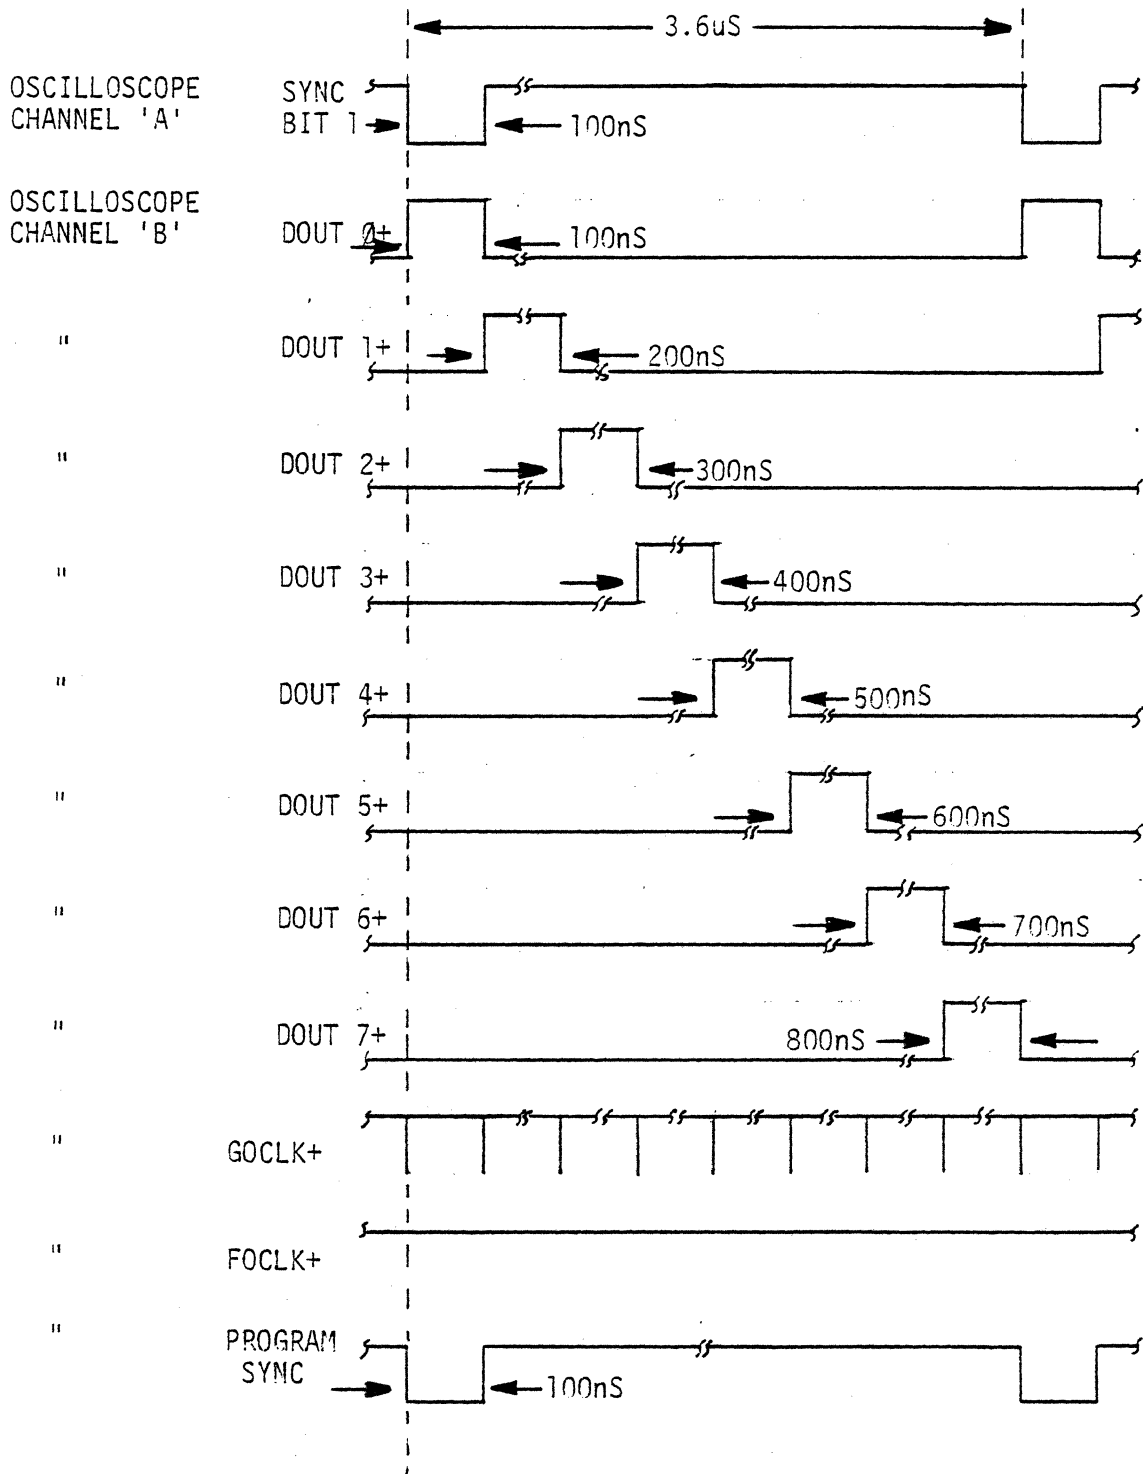 3.6uS
OSCILLOSCOPE
CHANNEL 'A'
SYNC
BIT 1
100nS
OSCILLOSCOPE
CHANNEL 'B'
DOUT 0+
100nS
"
DOUT 1+
200nS
"
DOUT 2+
300nS
"
DOUT 3+
400nS
"
DOUT 4+
500nS
"
DOUT 5+
600nS
"
DOUT 6+
700nS
"
DOUT 7+
800nS
"
GOCLK+
"
FOCLK+
"
PROGRAM
SYNC
100nS